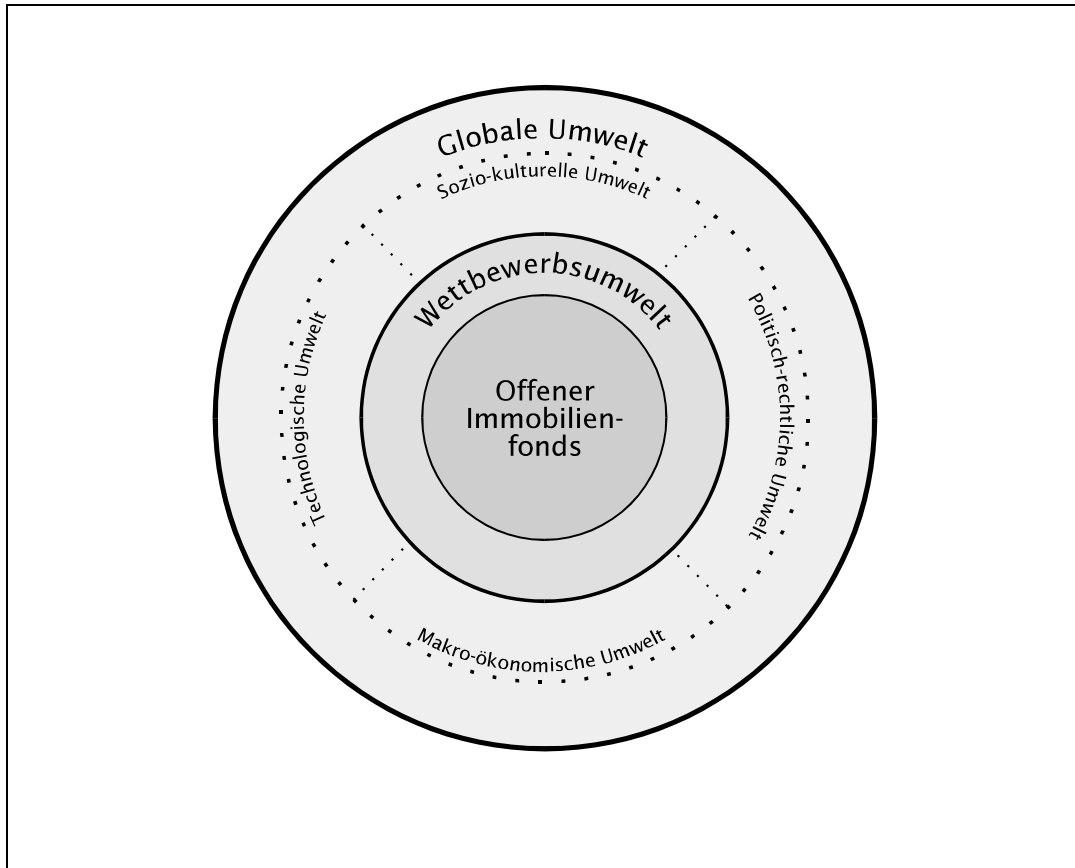 Globale Umwelt
Sozio-kulturelle Umwelt
Wettbewerbsumwelt
Technologische Umwelt
Politisch-rechtliche Umwelt
Offener
Immobilien-
fonds
Makro-ökonomische Umwelt